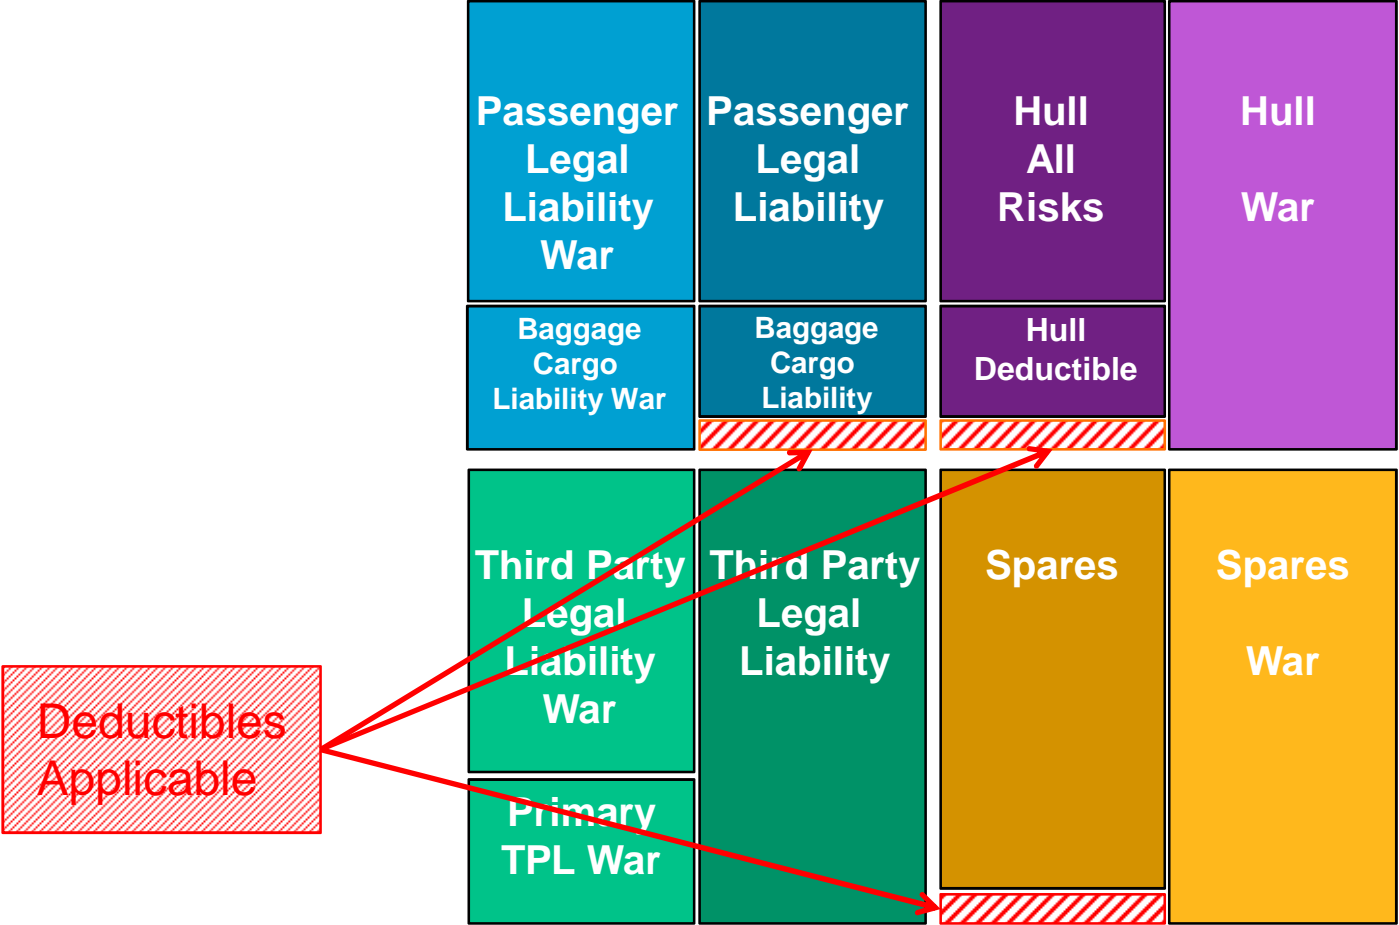 Passenger
Legal
Liability
War
Passenger
Legal
Liability
Hull
All
Risks
Hull
War
Baggage
Cargo
Liability War
Baggage
Cargo
Liability
Hull
Deductible
Third Party
Legal
Liability
War
Third Party
Legal
Liability
Spares
Spares
War
Deductibles
Applicable
Primary
TPL War